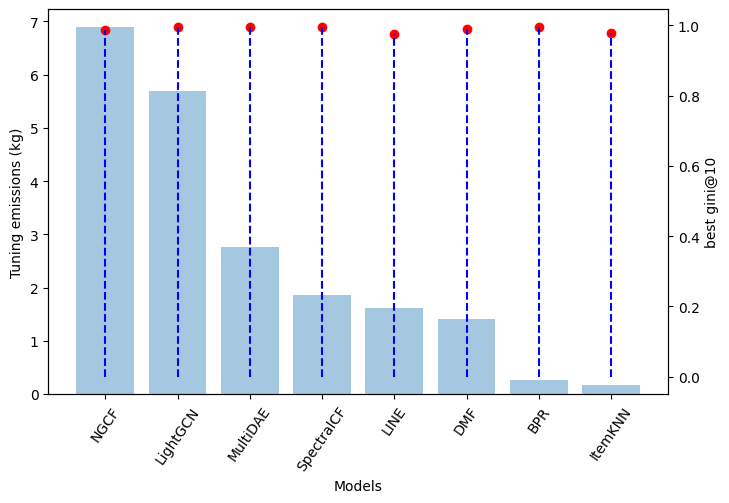 7
6
5
4
3
2
1
0
Tuning emissions (kg)
1.0
0.8
0.6
0.4
0.2
0.0
best gini@10
NGCF
LightGCN
MultiDAE
SpectralCF
LINE
DMF
BPR
ItemKNN
Models